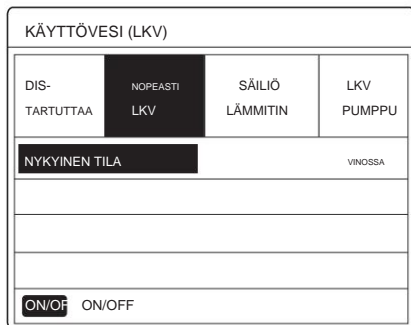 KÄYTTÖVESI (LKV)
DIS-
TARTUTTAA
NOPEASTI
LKV
SÄILIÖ
LÄMMITIN
LKV
PUMPPU
NYKYINEN TILA
VINOSSA
ON/OF ON/OFF